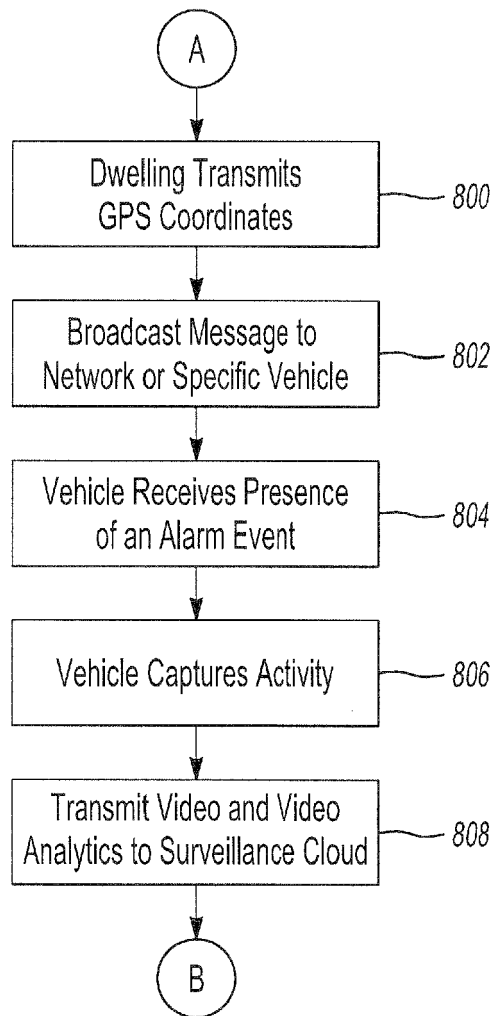 A
Dwelling Transmits
GPS Coordinates
800
Broadcast Message to
Network or Specific Vehicle
802
Vehicle Receives Presence
of an Alarm Event
804
Vehicle Captures Activity
806
Transmit Video and Video
Analytics to Surveillance Cloud
808
B